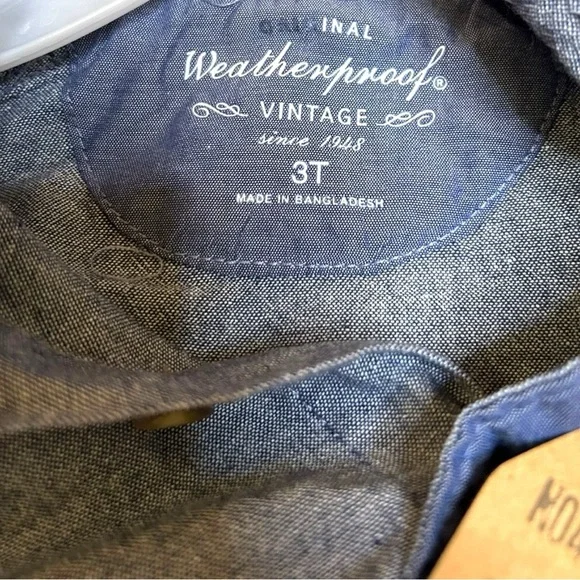 ORIGINAL
Weatherproof®
VINTAGE
since 1948
3T
MADE IN BANGLADESH